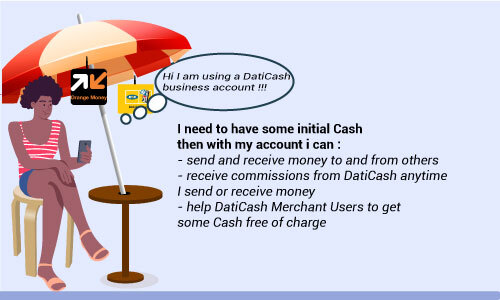 Hi I am using a DatiCash
business account !!!
Orange Money
I need to have some initial Cash
then with my account i can :
- send and receive money to and from others
- receive commissions from DatiCash anytime
I send or receive money
- help DatiCash Merchant Users to get
some Cash free of charge